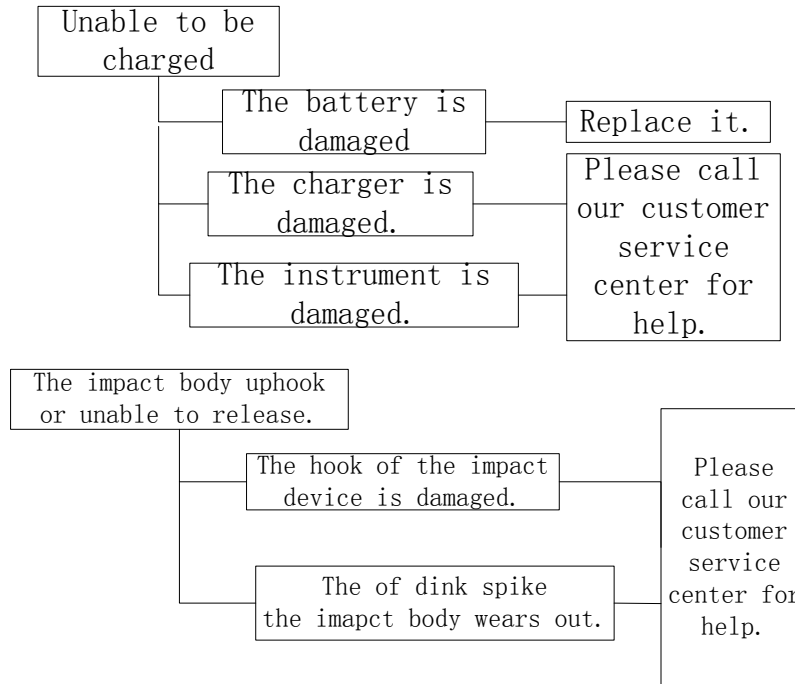 Unable to be
charged
The battery is
damaged
Replace it.
The charger is
damaged.
Please call
our customer
service
center for
help.
The instrument is
damaged.
The impact body uphook
or unable to release.
The hook of the impact
device is damaged.
Please
call our
customer
service
center for
help.
The of dink spike
the imapct body wears out.